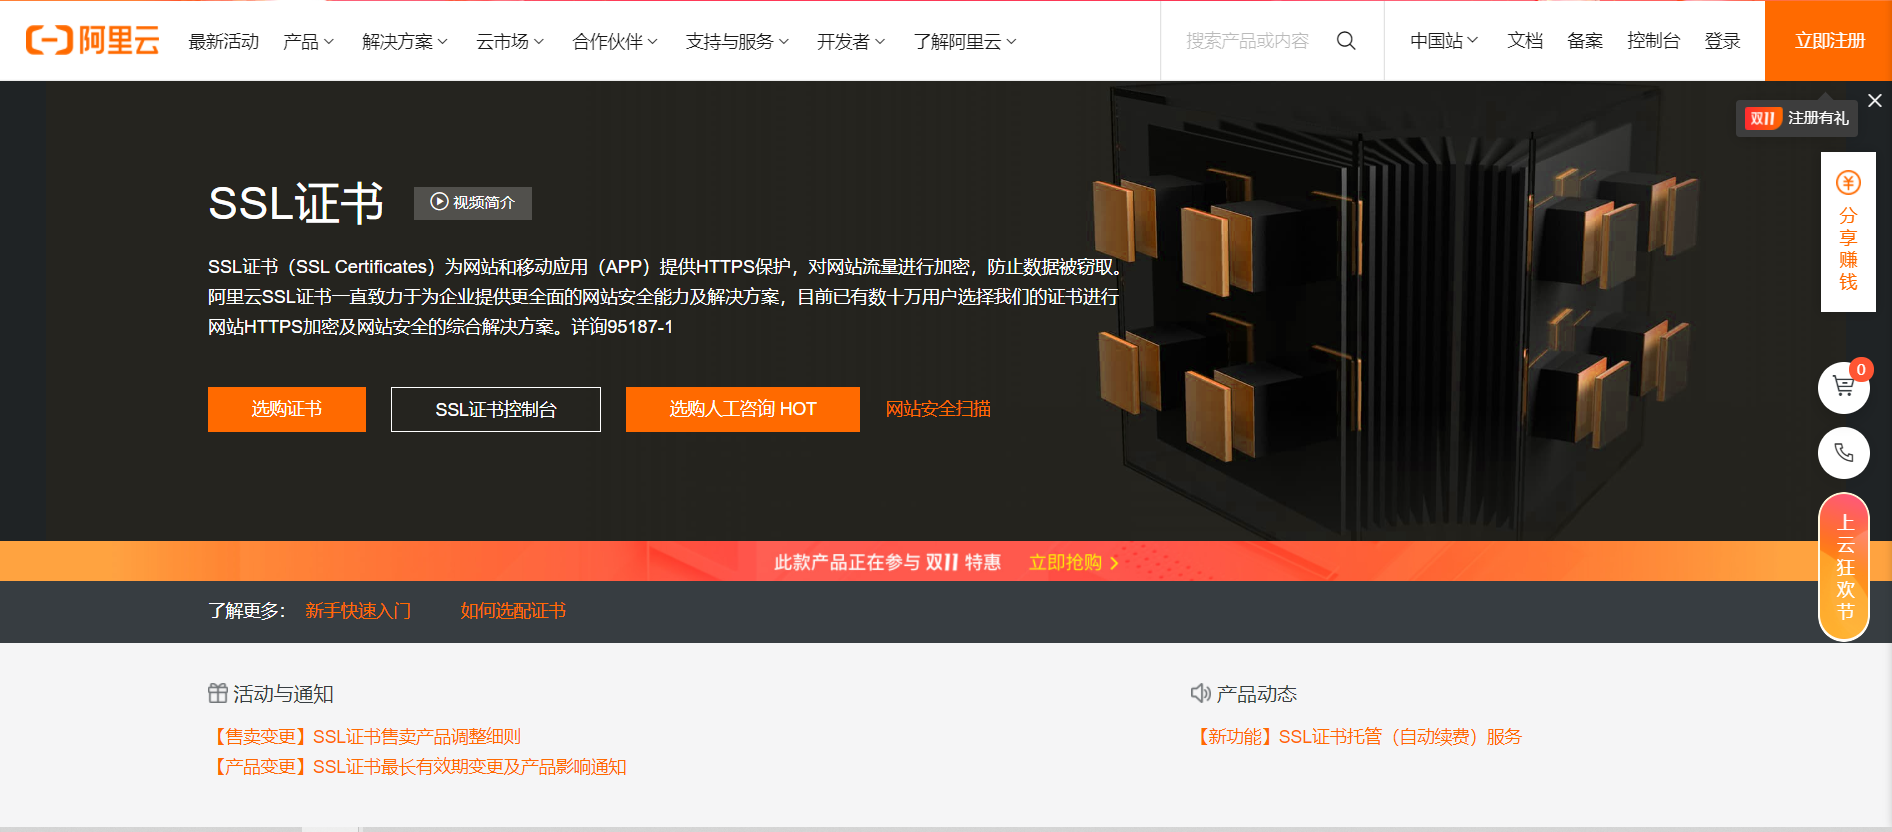 阿里云
最新活动 产品 解决方案 云市场 合作伙伴 支持与服务 开发者 了解阿里云 搜索产品或内容 中国站 文档 备案 控制台 登录 立即注册
双11 注册有礼
SSL证书 视频简介
SSL证书（SSL Certificates）为网站和移动应用（APP）提供HTTPS保护，对网站流量进行加密，防止数据被窃取。
阿里云SSL证书一直致力于为企业提供更全面的网站安全能力及解决方案，目前已有数十万用户选择我们的证书进行
网站HTTPS加密及网站安全的综合解决方案。详询95187-1
选购证书 SSL证书控制台 选购人工咨询 HOT 网站安全扫描
分享赚钱
0
上云狂欢节
此款产品正在参与 双11 特惠 立即抢购
了解更多： 新手快速入门 如何选配证书
活动与通知
【售卖变更】SSL证书售卖产品调整细则
【产品变更】SSL证书最长有效期变更及产品影响通知
产品动态
【新功能】SSL证书托管（自动续费）服务